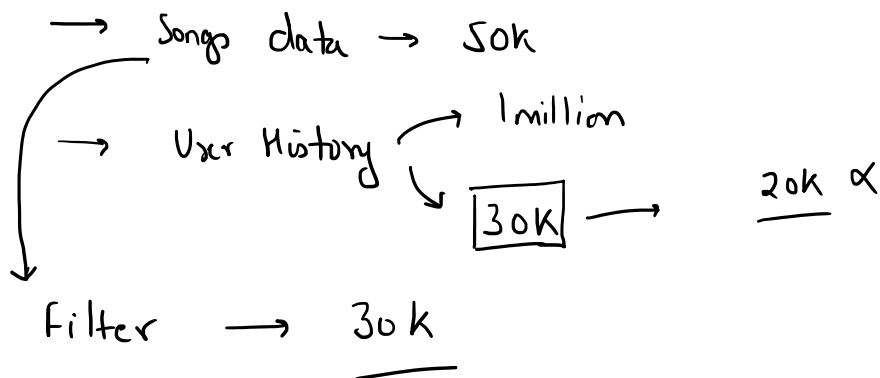 → Songs data → 50K
→ User History → 1 million
→ 30K → 20K ∝
Filter → 30K